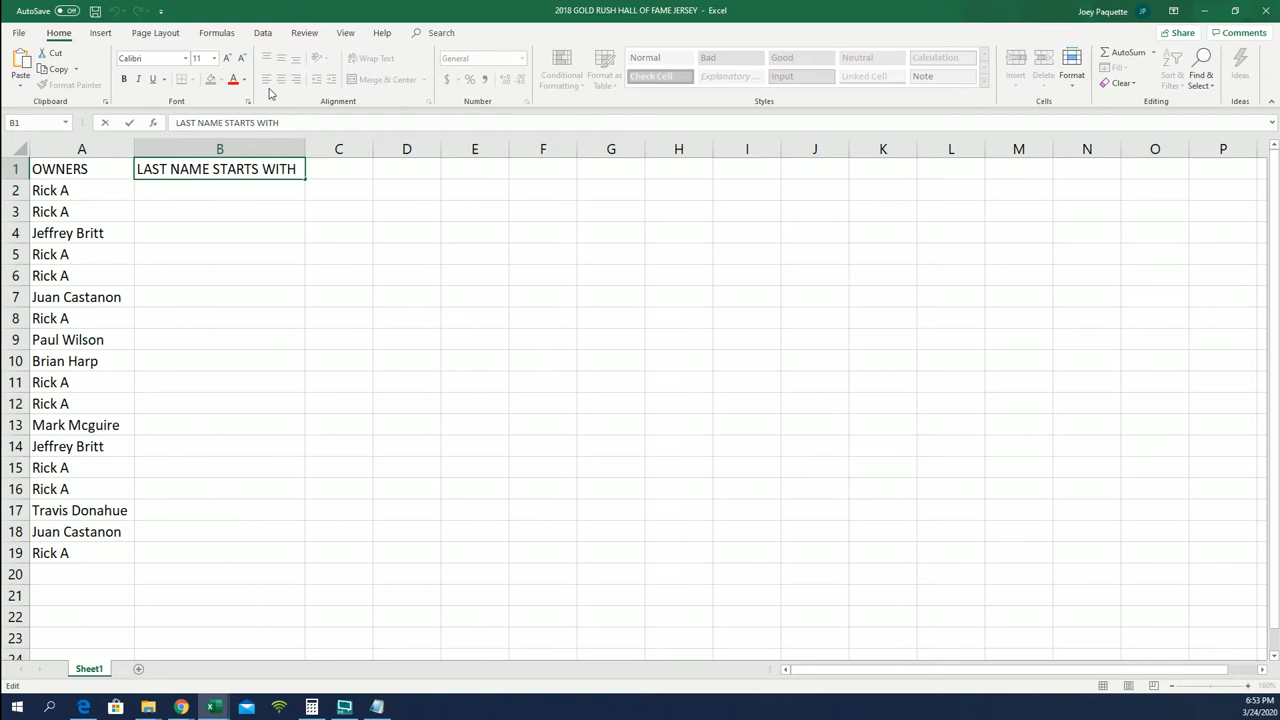 AutoSave Off
2018 GOLD RUSH HALL OF FAME JERSEY - Excel
Joey Paquette JP
File Home Insert Page Layout Formulas Data Review View Help Search
Share Comments
Paste Cut Copy Format Painter
Calibri 11 A A
B I U A
Wrap Text
Merge & Center
General
$ % ,
Conditional Formatting Format as Table
Normal Bad Good Neutral Calculation
Check Cell Explanatory ... Input Linked Cell Note
Insert Delete Format
AutoSum Fill Clear
Sort & Filter Find & Select
Ideas
Clipboard Font Alignment Number Styles Cells Editing Ideas
B1 fx LAST NAME STARTS WITH
A B C D E F G H I J K L M N O P
1 OWNERS LAST NAME STARTS WITH
2 Rick A
3 Rick A
4 Jeffrey Britt
5 Rick A
6 Rick A
7 Juan Castanon
8 Rick A
9 Paul Wilson
10 Brian Harp
11 Rick A
12 Rick A
13 Mark Mcguire
14 Jeffrey Britt
15 Rick A
16 Rick A
17 Travis Donahue
18 Juan Castanon
19 Rick A
20
21
22
23
24
Sheet1
Edit
160%
6:53 PM
3/24/2020